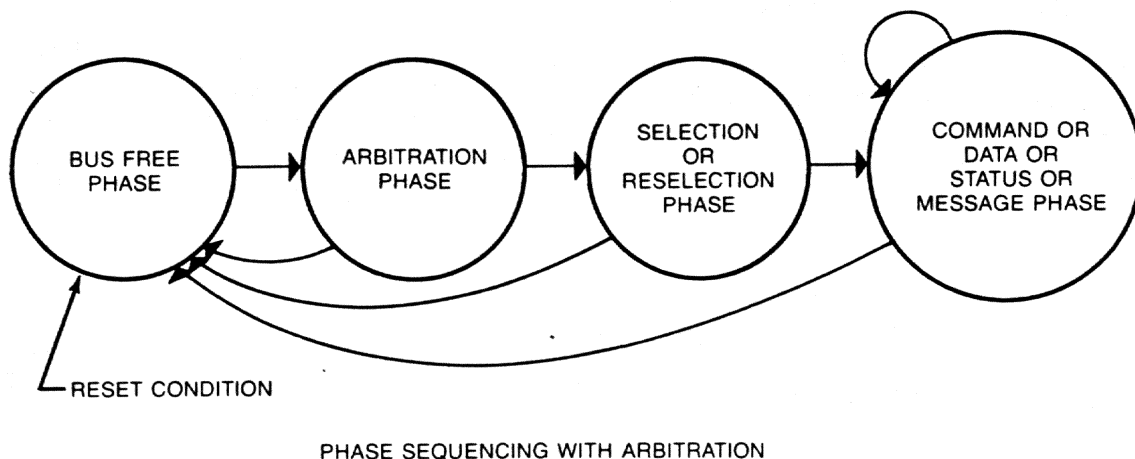 BUS FREE
PHASE
ARBITRATION
PHASE
SELECTION
OR
RESELECTION
PHASE
COMMAND OR
DATA OR
STATUS OR
MESSAGE PHASE
RESET CONDITION
PHASE SEQUENCING WITH ARBITRATION